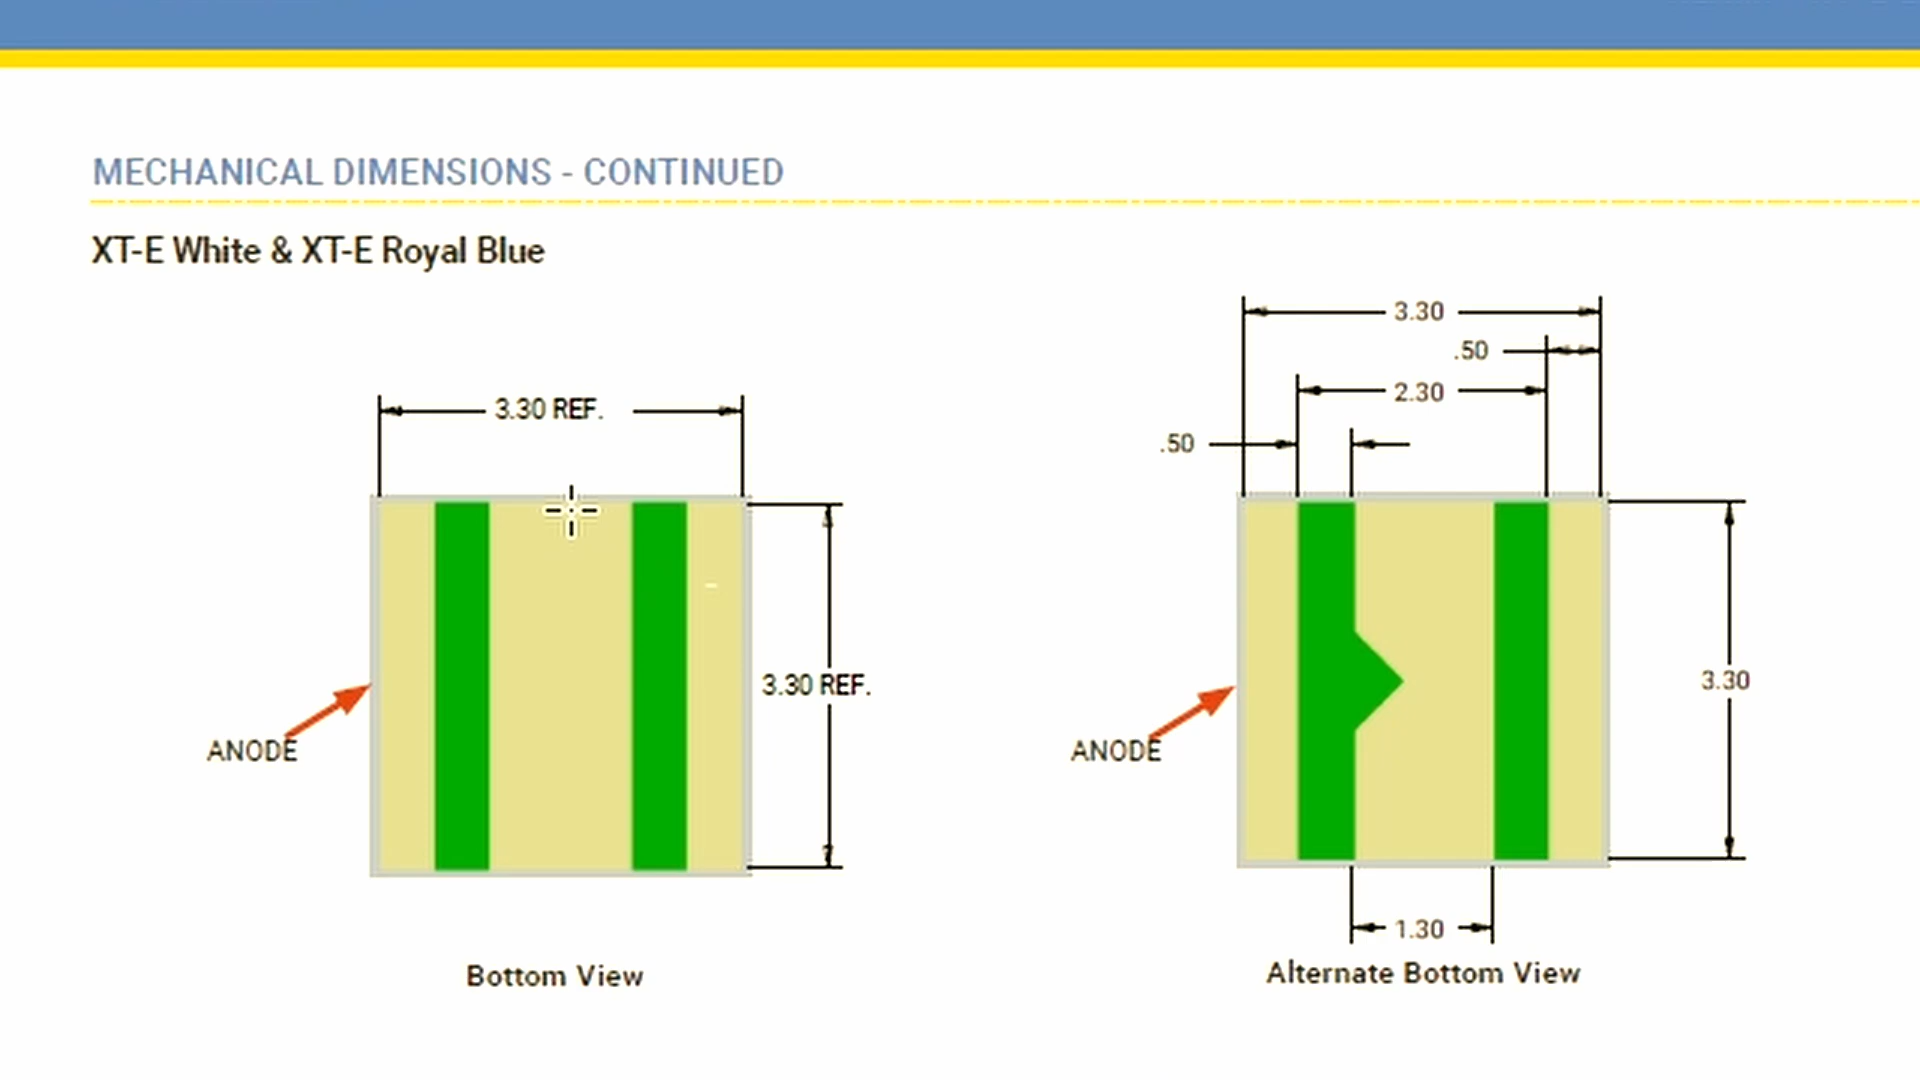 MECHANICAL DIMENSIONS - CONTINUED
XT-E White & XT-E Royal Blue
3.30
.50
2.30
3.30 REF.
.50
3.30 REF.
3.30
ANODE
ANODE
1.30
Bottom View
Alternate Bottom View